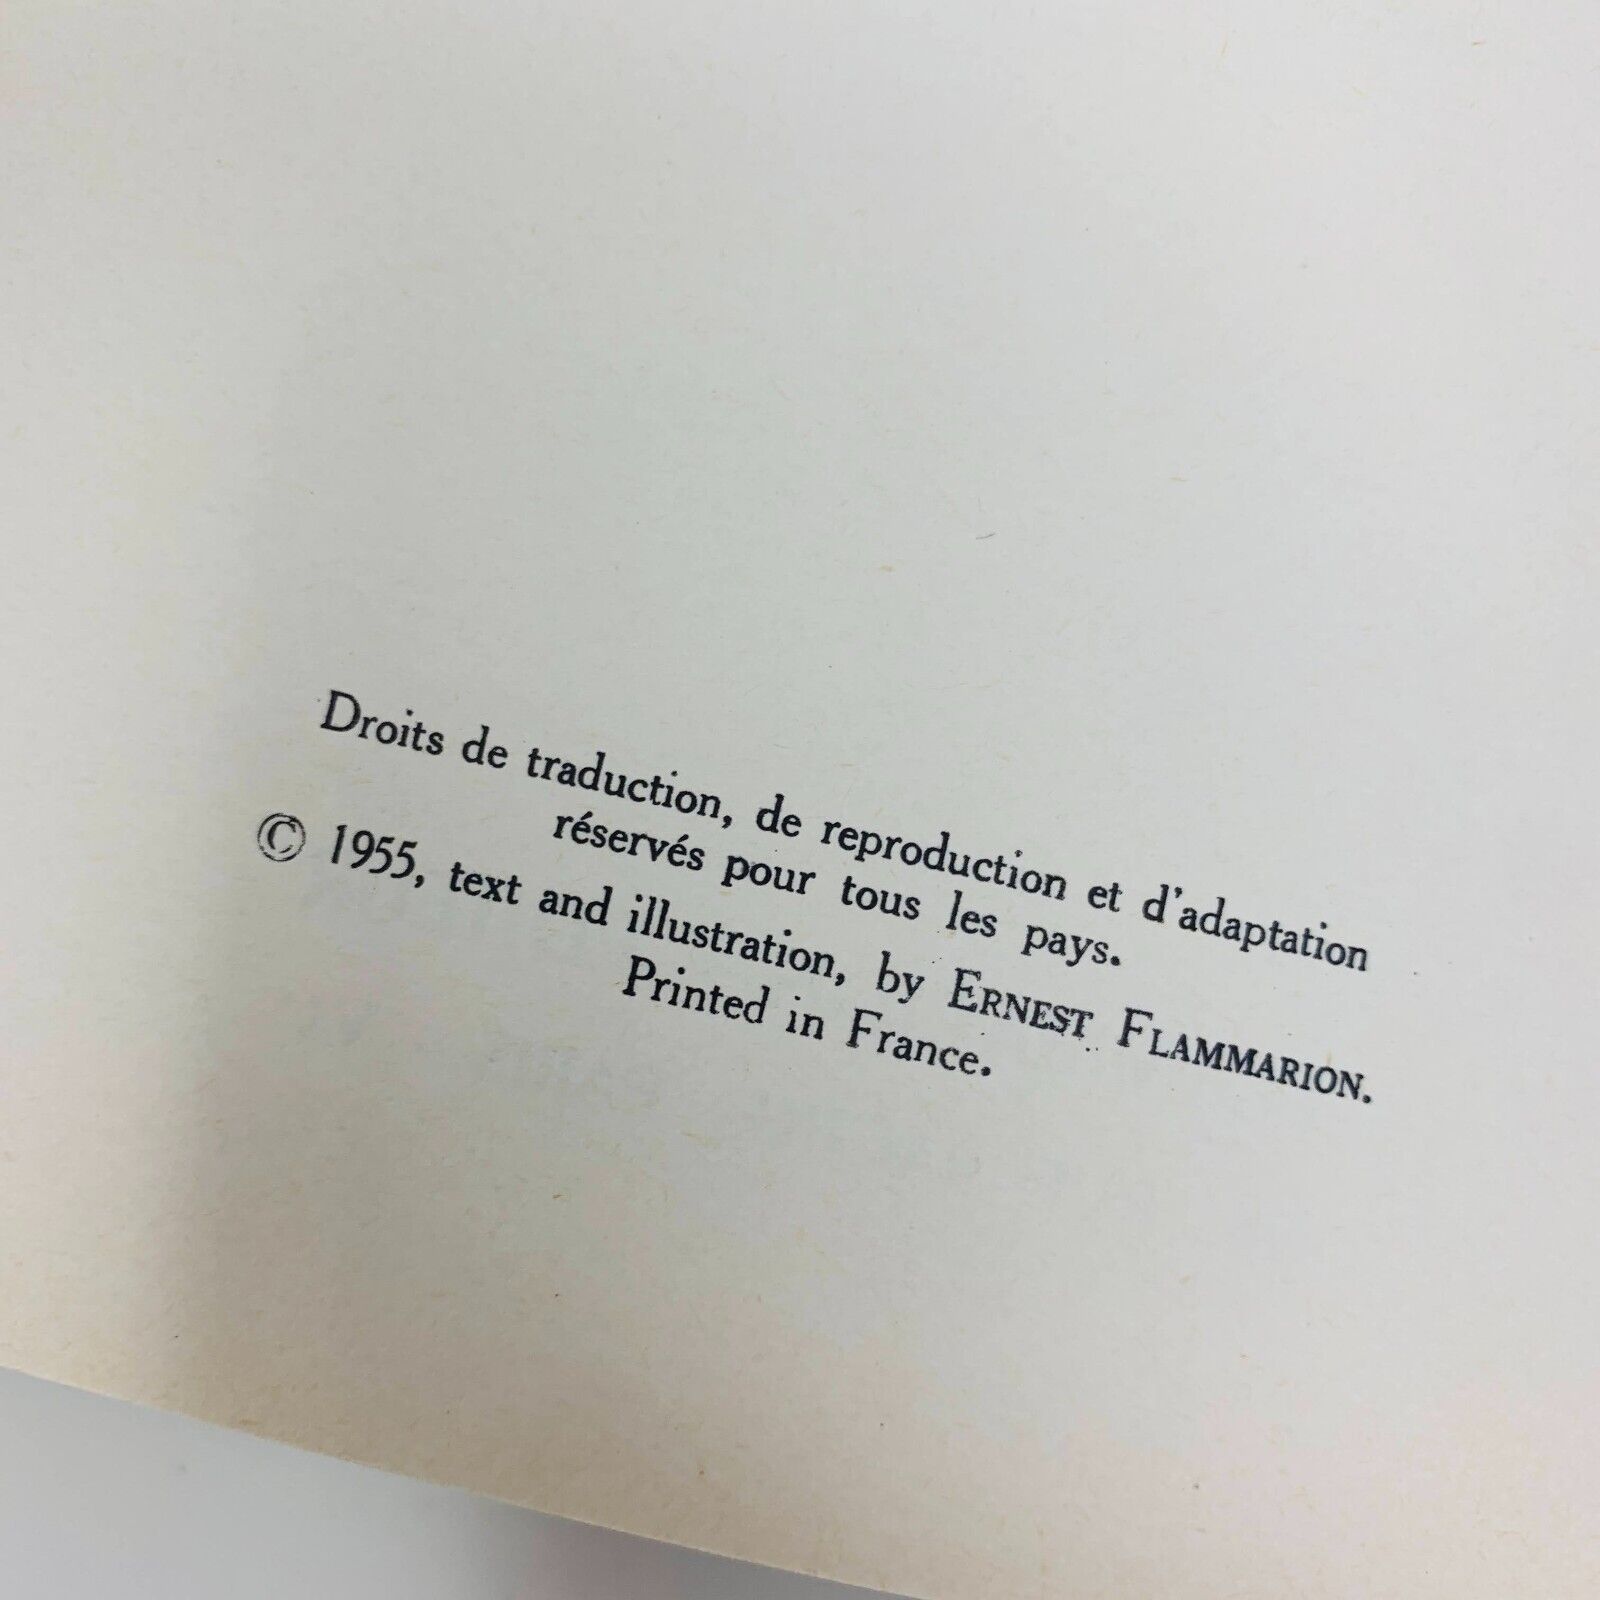 Droits de traduction, de reproduction et d'adaptation
réservés pour tous les pays.
© 1955, text and illustration, by ERNEST FLAMMARION.
Printed in France.